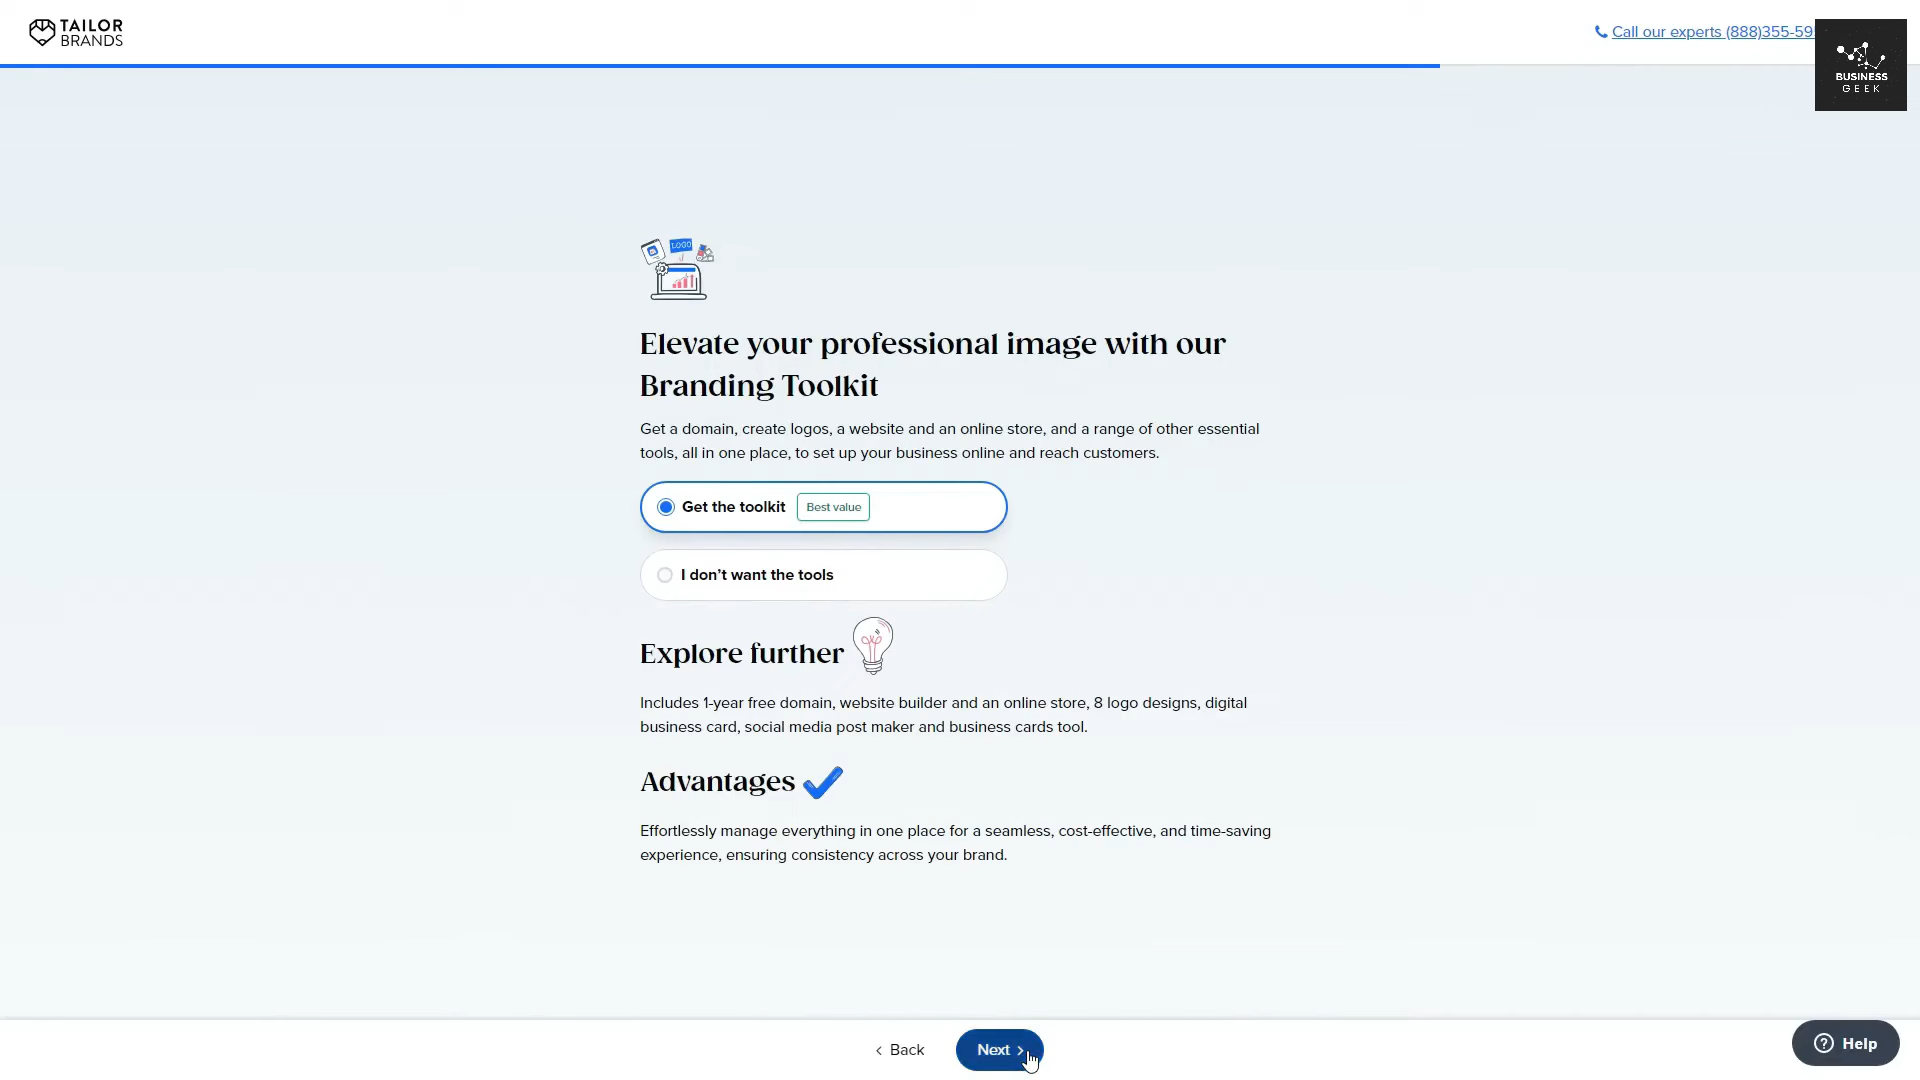 TAILOR
BRANDS
Call our experts (888)355-59
BUSINESS
GEEK
LOGO
Elevate your professional image with our
Branding Toolkit
Get a domain, create logos, a website and an online store, and a range of other essential
tools, all in one place, to set up your business online and reach customers.
Get the toolkit Best value
I don’t want the tools
Explore further
Includes 1-year free domain, website builder and an online store, 8 logo designs, digital
business card, social media post maker and business cards tool.
Advantages
Effortlessly manage everything in one place for a seamless, cost-effective, and time-saving
experience, ensuring consistency across your brand.
Back
Next
Help